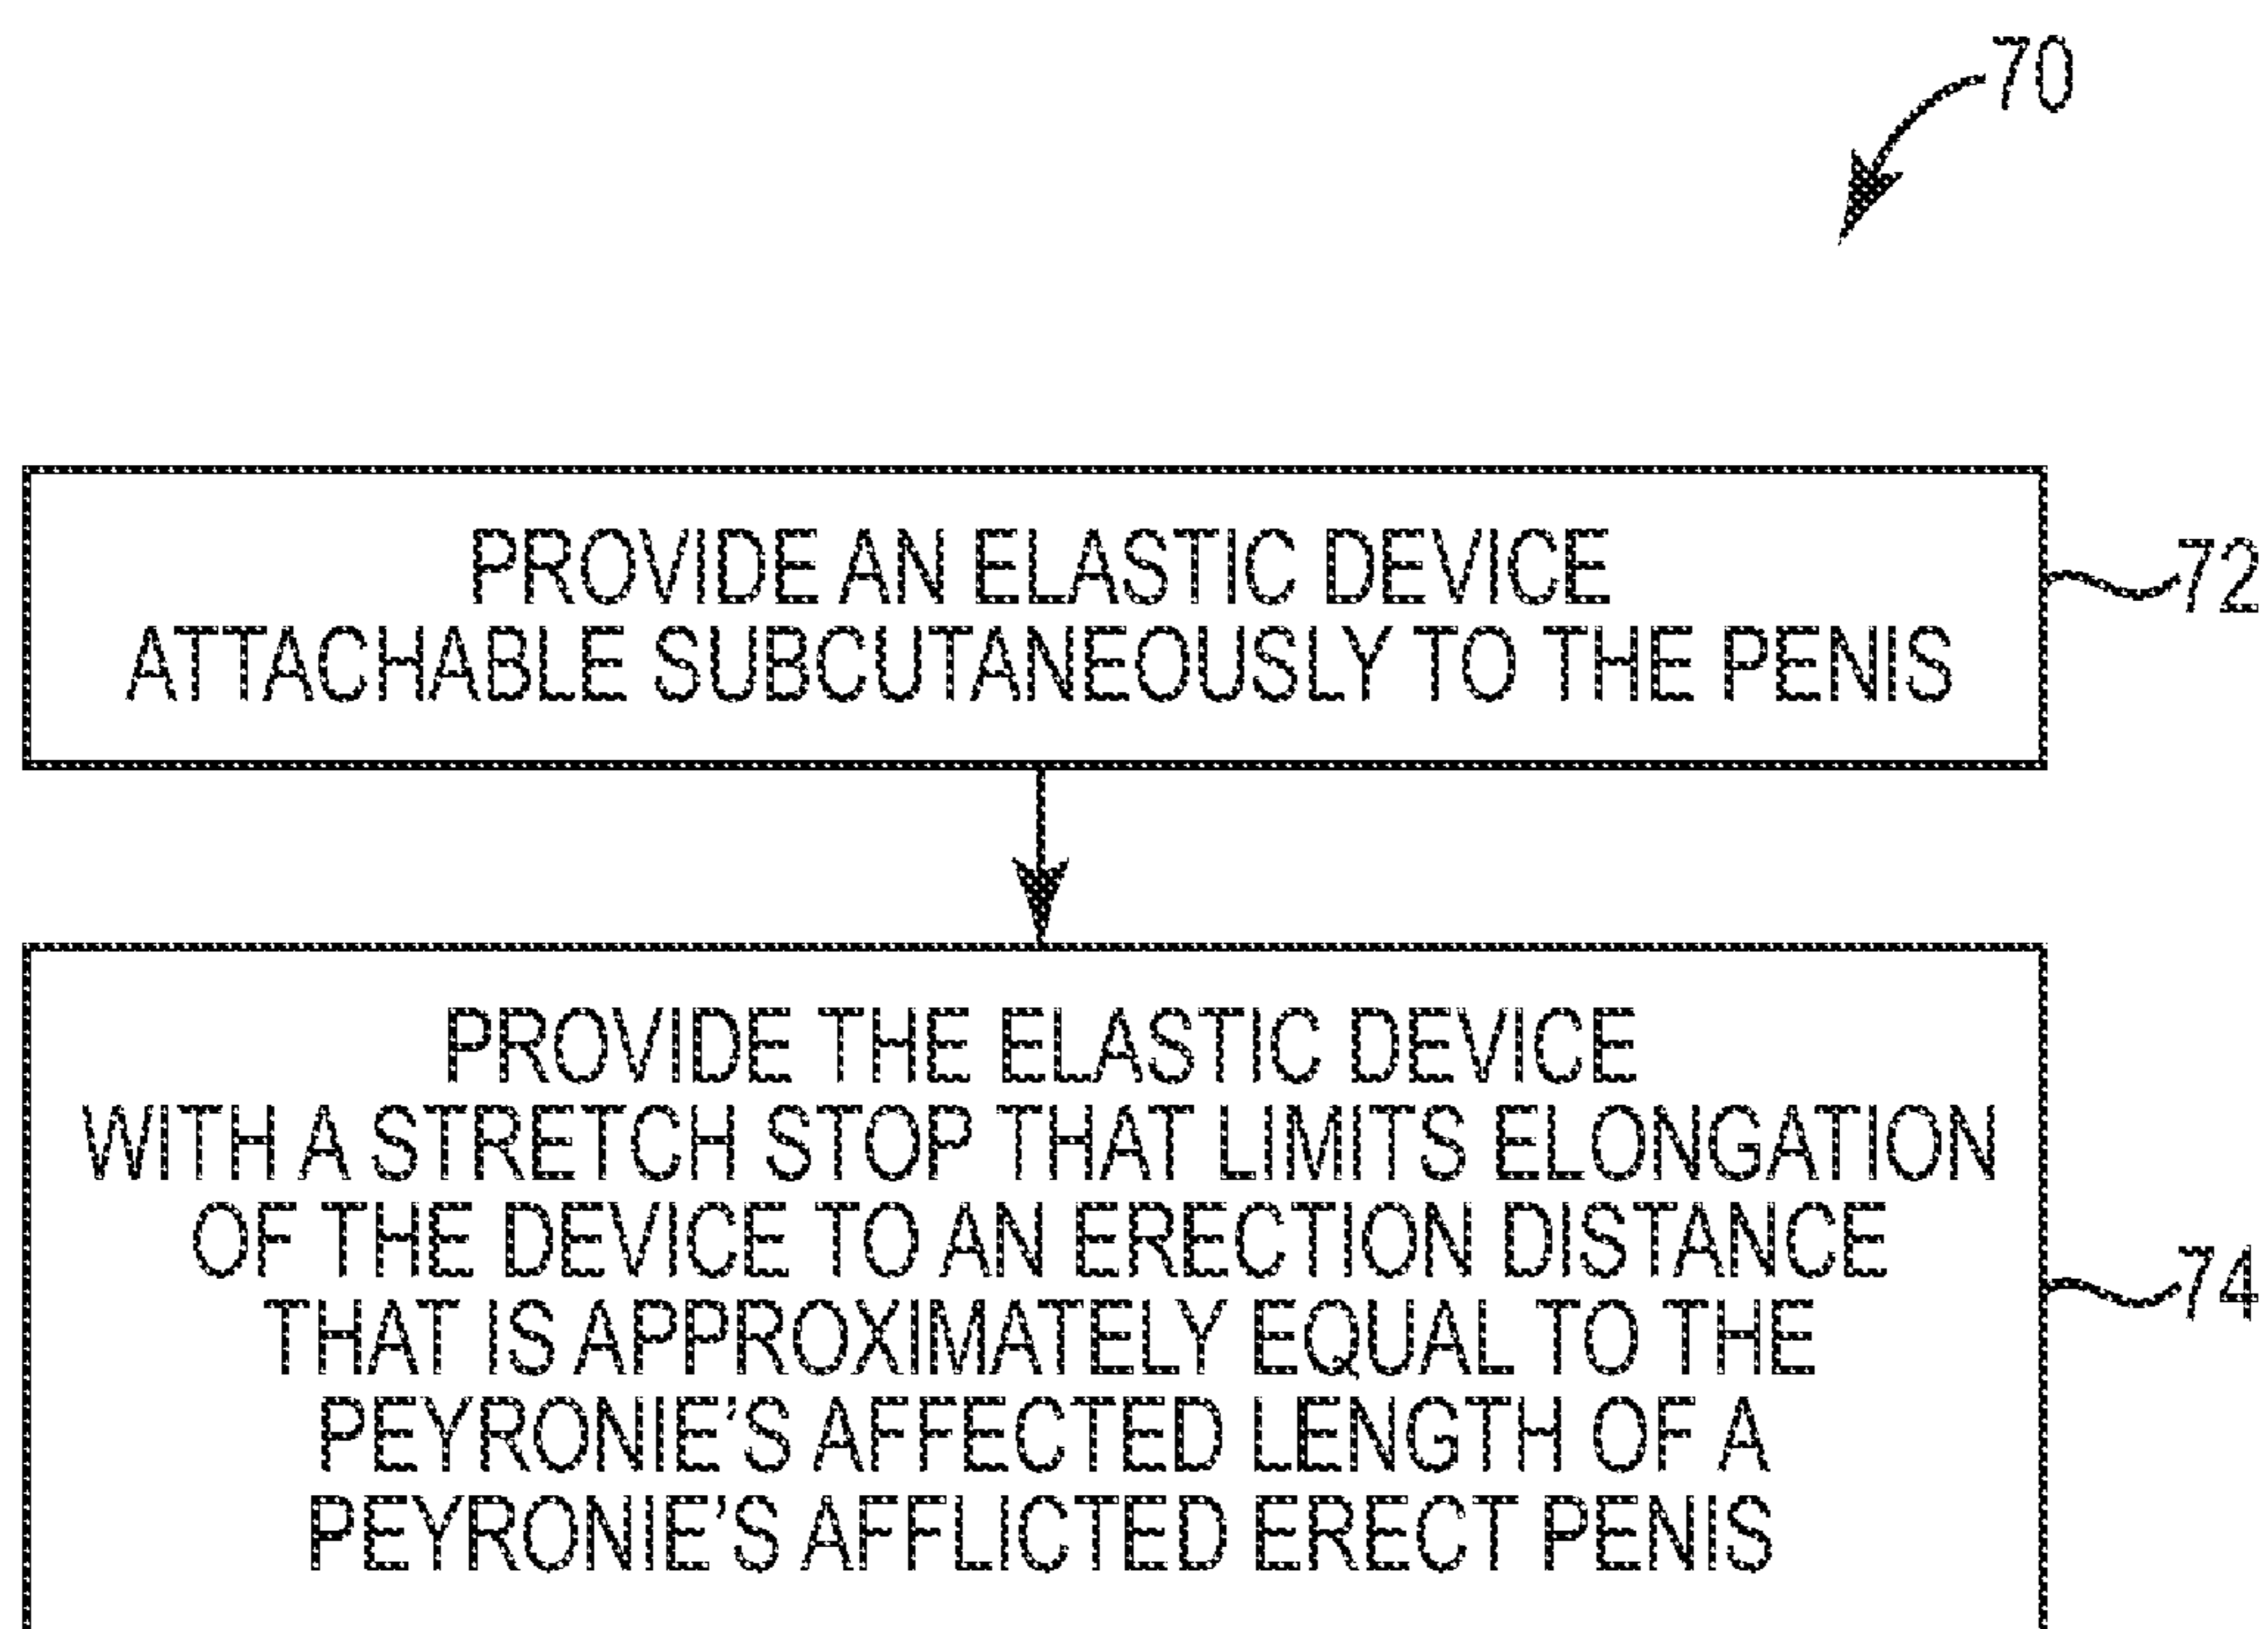 70
PROVIDE AN ELASTIC DEVICE
ATTACHABLE SUBCUTANEOUSLY TO THE PENIS
72
PROVIDE THE ELASTIC DEVICE
WITH A STRETCH STOP THAT LIMITS ELONGATION
OF THE DEVICE TO AN ERECTION DISTANCE
THAT IS APPROXIMATELY EQUAL TO THE
PEYRONIE'S AFFECTED LENGTH OF A
PEYRONIE'S AFFLICTED ERECT PENIS
74